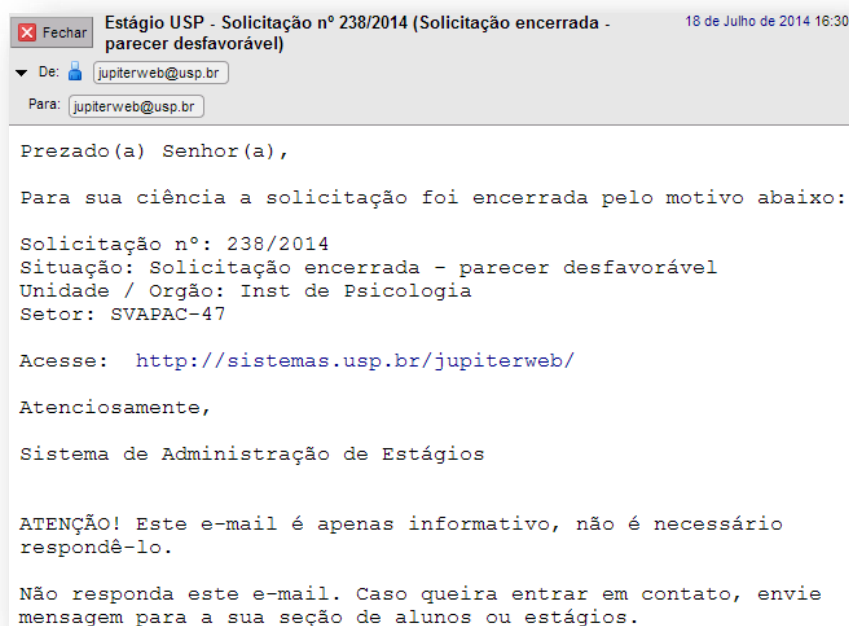 Fechar
Estágio USP - Solicitação nº 238/2014 (Solicitação encerrada -
parecer desfavorável)
18 de Julho de 2014 16:30
De: jupiterweb@usp.br
Para: jupiterweb@usp.br
Prezado(a) Senhor(a),
Para sua ciência a solicitação foi encerrada pelo motivo abaixo:
Solicitação nº: 238/2014
Situação: Solicitação encerrada - parecer desfavorável
Unidade / Orgão: Inst de Psicologia
Setor: SVAPAC-47
Acesse: http://sistemas.usp.br/jupiterweb/
Atenciosamente,
Sistema de Administração de Estágios
ATENÇÃO! Este e-mail é apenas informativo, não é necessário
respondê-lo.
Não responda este e-mail. Caso queira entrar em contato, envie
mensagem para a sua seção de alunos ou estágios.